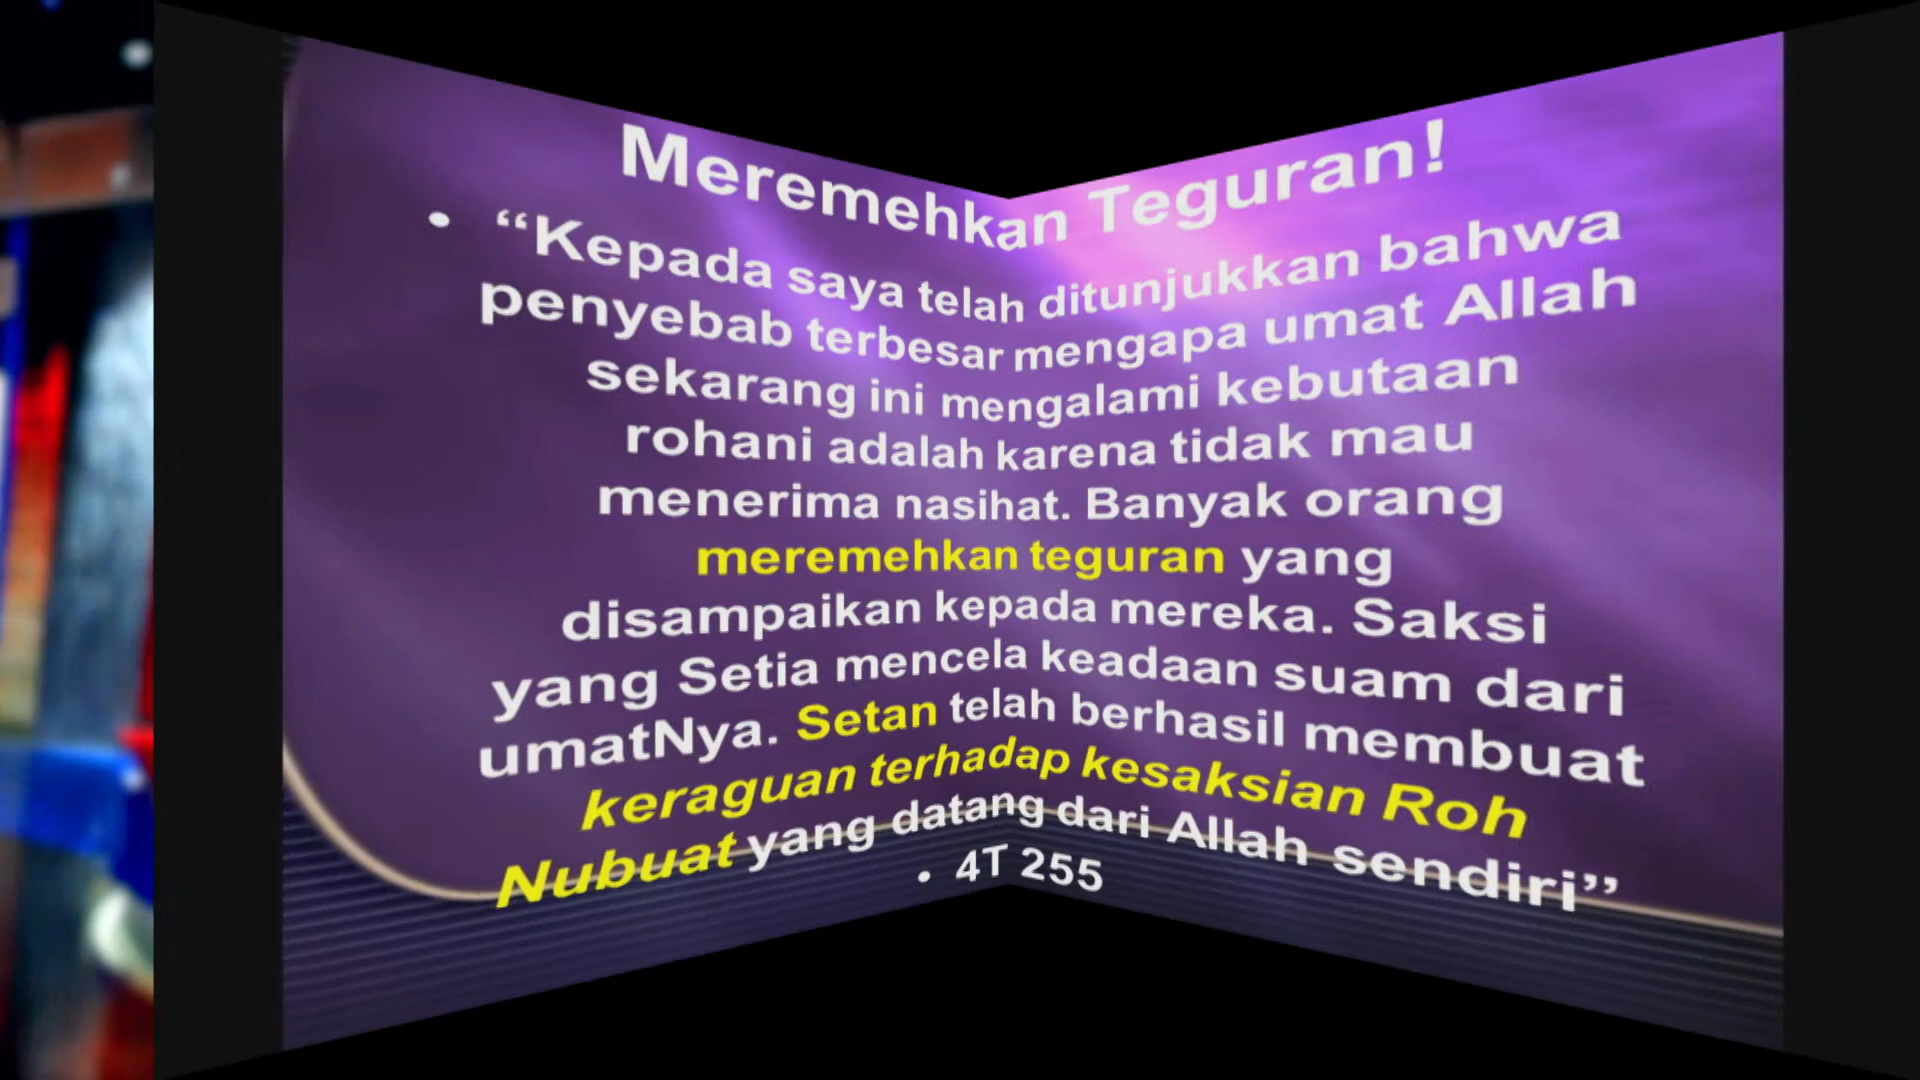 Meremehkan Teguran!
• “Kepada saya telah ditunjukkan bahwa
penyebab terbesar mengapa umat Allah
sekarang ini mengalami kebutaan
rohani adalah karena tidak mau
menerima nasihat. Banyak orang
meremehkan teguran yang
disampaikan kepada mereka. Saksi
yang Setia mencela keadaan suam dari
umatNya. Setan telah berhasil membuat
keraguan terhadap kesaksian Roh
Nubuat yang datang dari Allah sendiri”
• 4T 255